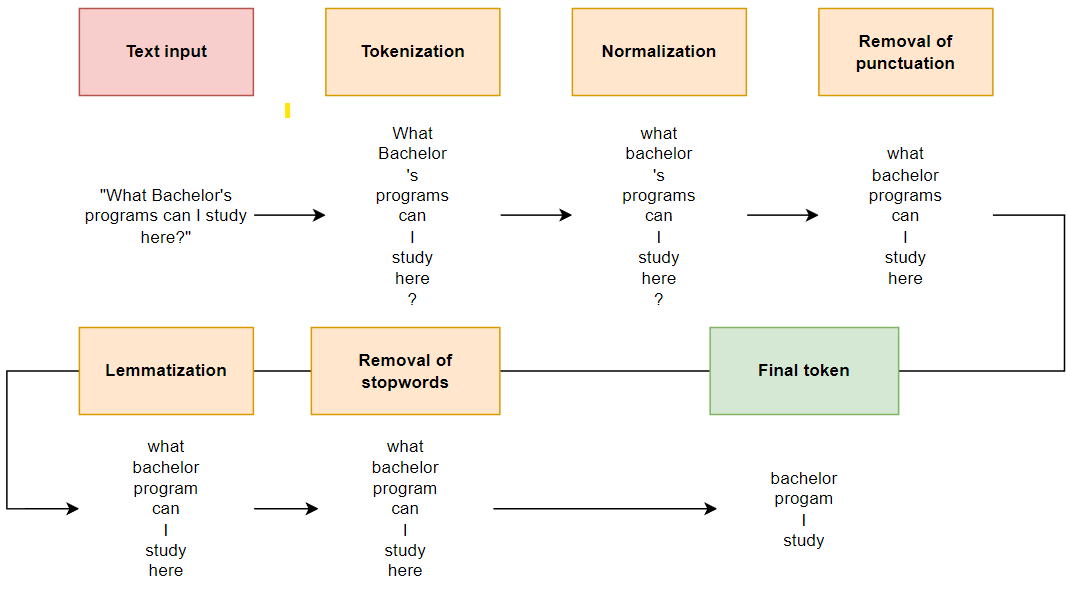 Text input
Tokenization
Normalization
Removal of
punctuation
"What Bachelor's
programs can I study
here?"
What
Bachelor
's
programs
can
I
study
here
?
what
bachelor
's
programs
can
I
study
here
?
what
bachelor
programs
can
I
study
here
Lemmatization
Removal of
stopwords
Final token
what
bachelor
program
can
I
study
here
what
bachelor
program
can
I
study
here
bachelor
progam
I
study